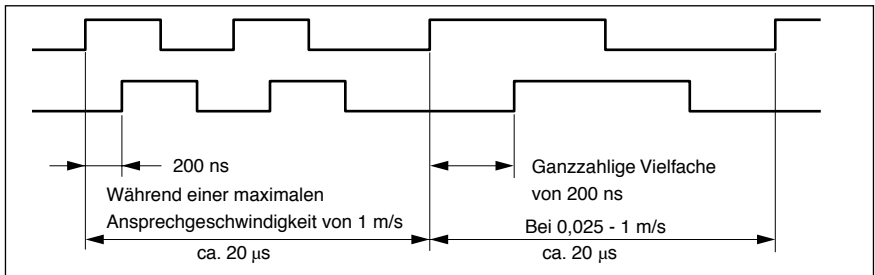 200 ns
Während einer maximalen
Ansprechgeschwindigkeit von 1 m/s
ca. 20 µs
Ganzzahlige Vielfache
von 200 ns
Bei 0,025 - 1 m/s
ca. 20 µs